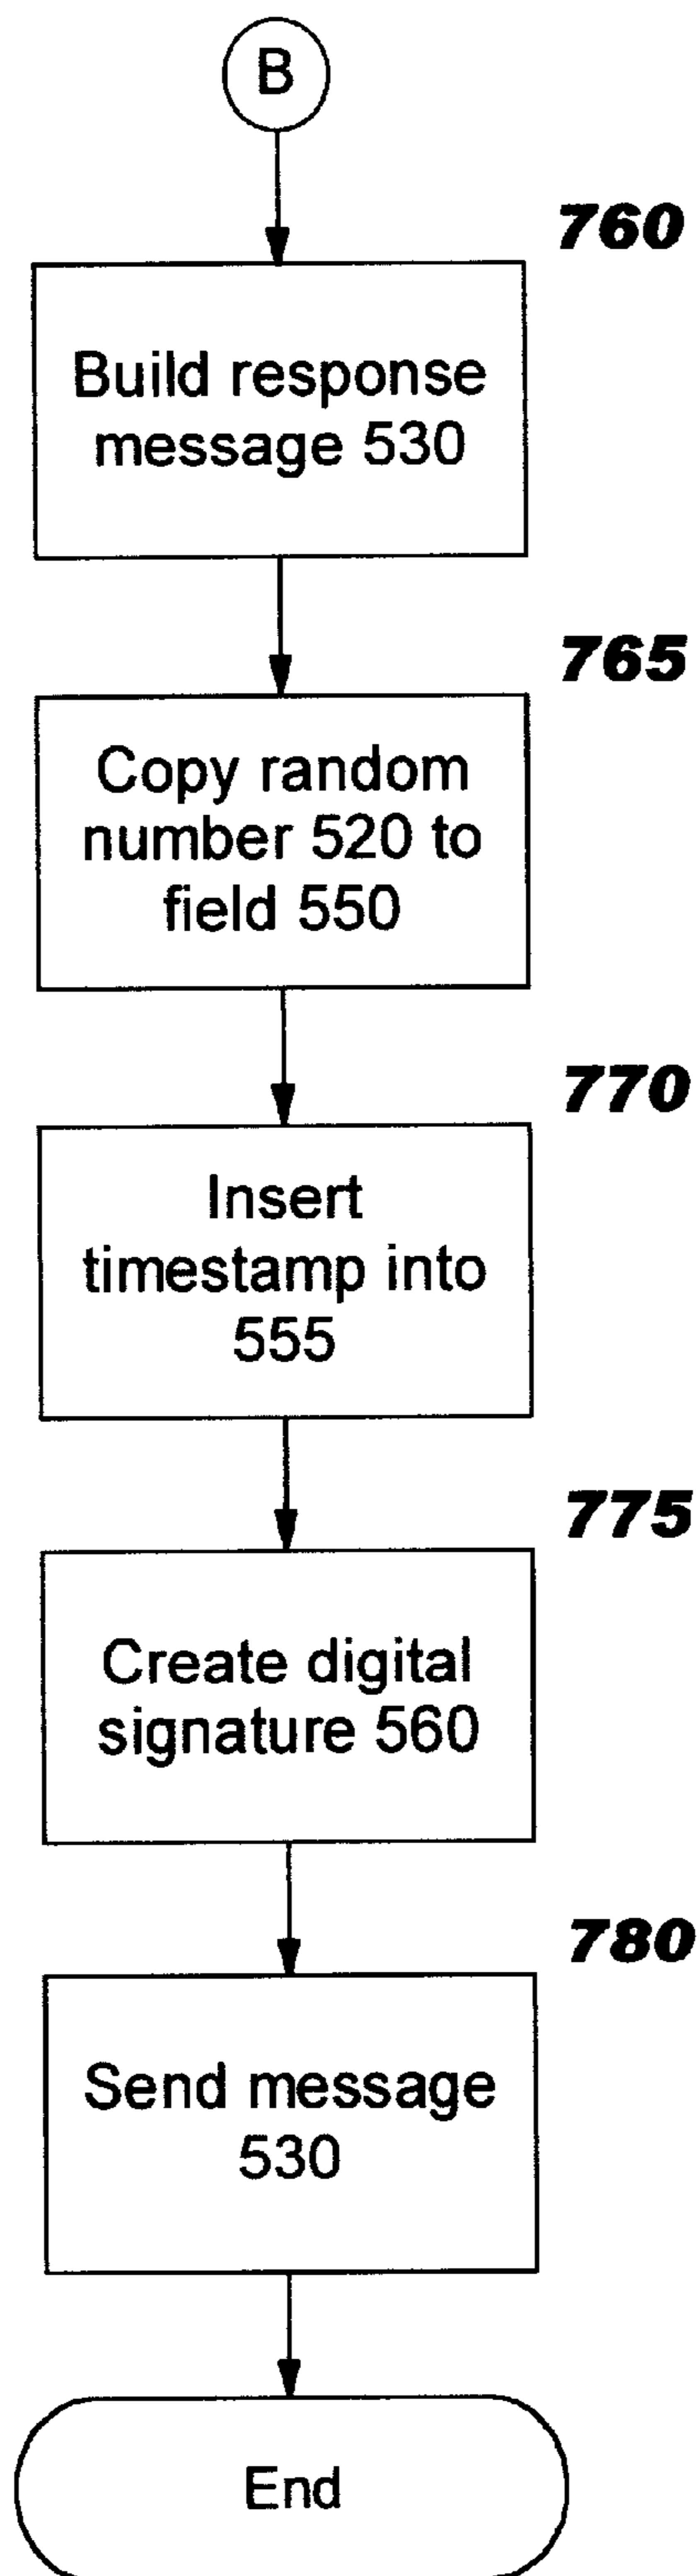 B
760
Build response
message 530
765
Copy random
number 520 to
field 550
770
Insert
timestamp into
555
775
Create digital
signature 560
780
Send message
530
End